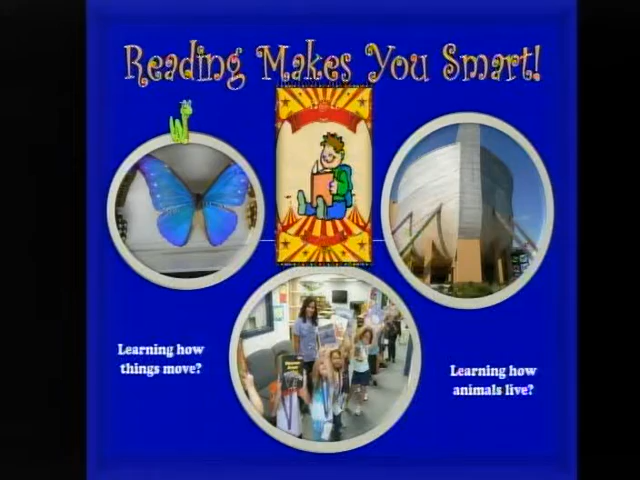 Reading Makes You Smart!
Learning how
things move?
Learning how
animals live?